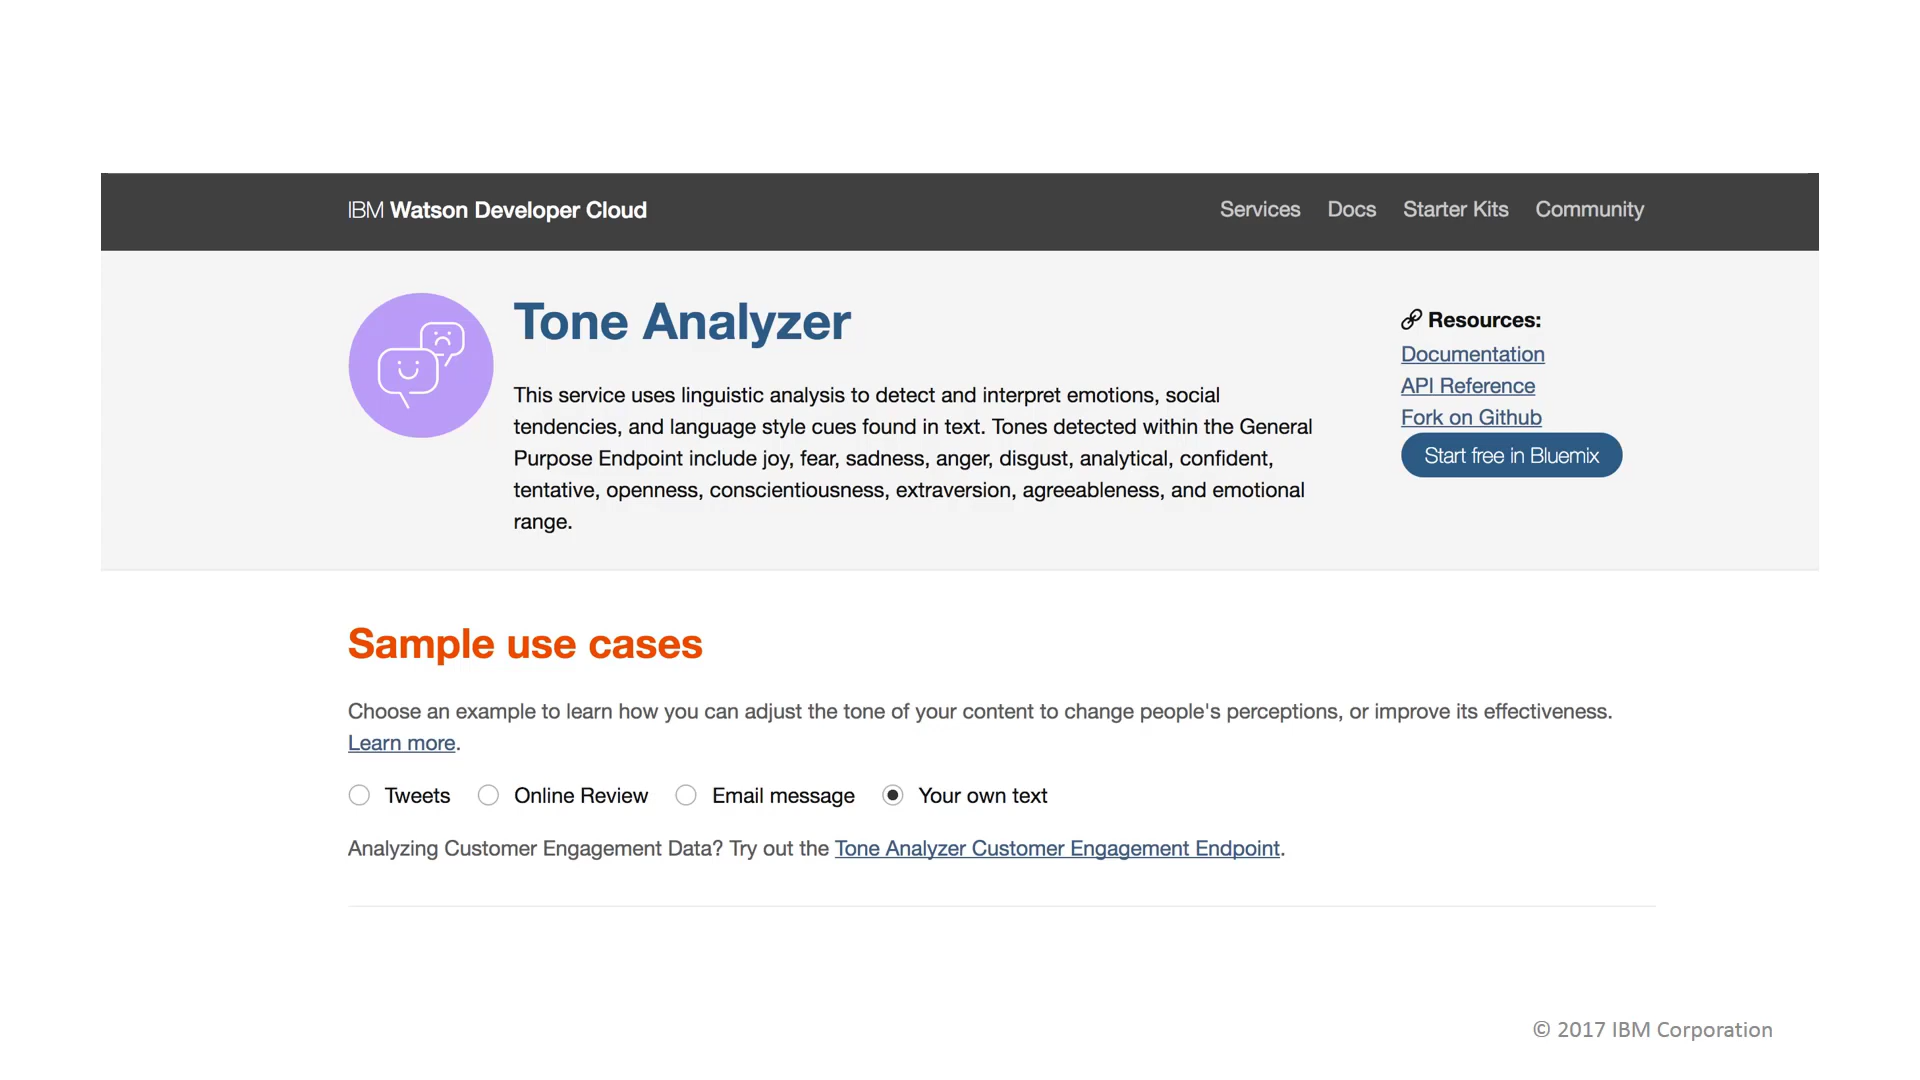 IBM Watson Developer Cloud
Services Docs Starter Kits Community
Tone Analyzer
This service uses linguistic analysis to detect and interpret emotions, social
tendencies, and language style cues found in text. Tones detected within the General
Purpose Endpoint include joy, fear, sadness, anger, disgust, analytical, confident,
tentative, openness, conscientiousness, extraversion, agreeableness, and emotional
range.
Resources:
Documentation
API Reference
Fork on Github
Start free in Bluemix
Sample use cases
Choose an example to learn how you can adjust the tone of your content to change people's perceptions, or improve its effectiveness.
Learn more.
Tweets Online Review Email message Your own text
Analyzing Customer Engagement Data? Try out the Tone Analyzer Customer Engagement Endpoint.
© 2017 IBM Corporation